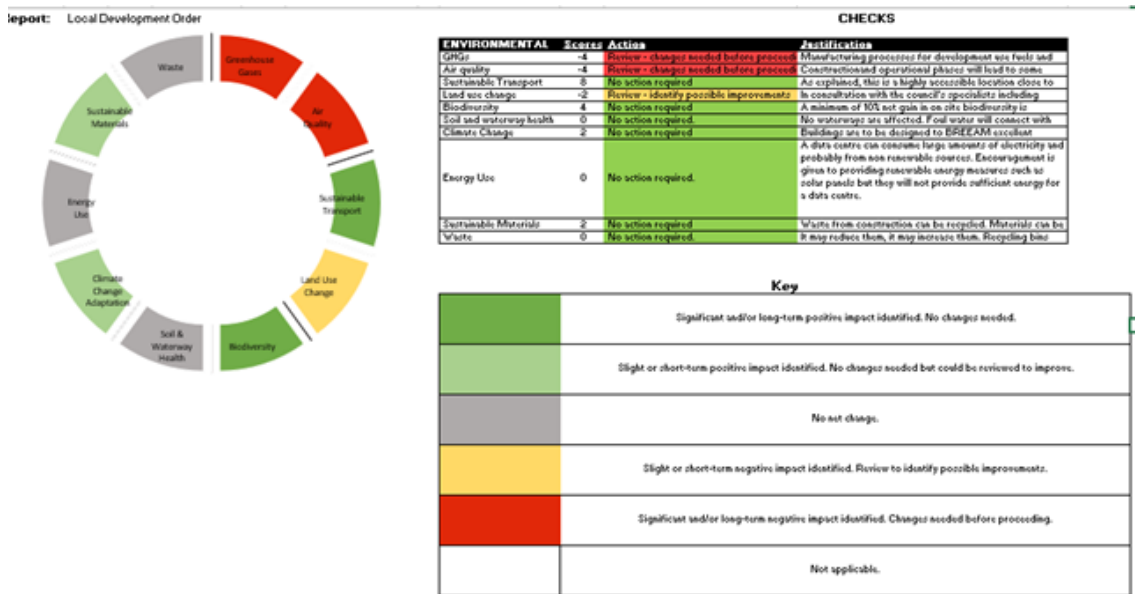 Report: Local Development Order
CHECKS
Waste
Greenhouse
Gases
Air
Quality
Sustainable
Transport
Land Use
Change
Biodiversity
Soil &
Waterway
Health
Climate
Change
Adaptation
Energy
Use
Sustainable
Materials
ENVIRONMENTAL Scores Action Justification
GHGs -4 Review - changes needed before proceedi Manufacturing processes for development use fuels and
Air quality -4 Review - changes needed before proceedi Constructionand operational phases will lead to some
Sustainable Transport 8 No action required As explained, this is a highly accessible location close to
Land use change -2 Review - identify possible improvements In consultation with the council's specialists including
Biodiversity 4 No action required A minimum of 10% net gain in on site biodiversity is
Soil and waterway health 0 No action required. No waterways are affected. Foul water will connect with
Climate Change 2 No action required Buildings are to be designed to BREEAM excellent
Energy Use 0 No action required. A data centre can consume large amounts of electricity and
probably from non renewable sources. Encouragement is
given to providing renewable energy measures such as
solar panels but they will not provide sufficient energy for
a data centre.
Sustainable Materials 2 No action required Waste from construction can be recycled. Materials can be
Waste 0 No action required. It may reduce them, it may increase them. Recycling bins
Key
Significant and/or long-term positive impact identified. No changes needed.
Slight or short-term positive impact identified. No changes needed but could be reviewed to improve.
No net change.
Slight or short-term negative impact identified. Review to identify possible improvements.
Significant and/or long-term negative impact identified. Changes needed before proceeding.
Not applicable.